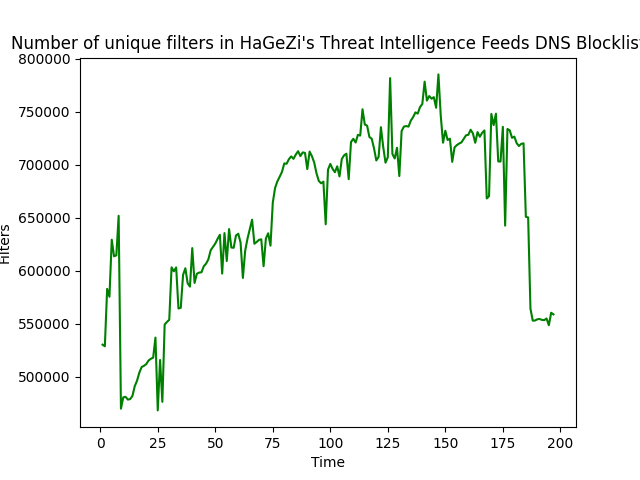 Number of unique filters in HaGeZi's Threat Intelligence Feeds DNS Blocklis
800000
750000
700000
650000
600000
550000
500000
Filters
0 25 50 75 100 125 150 175 200
Time